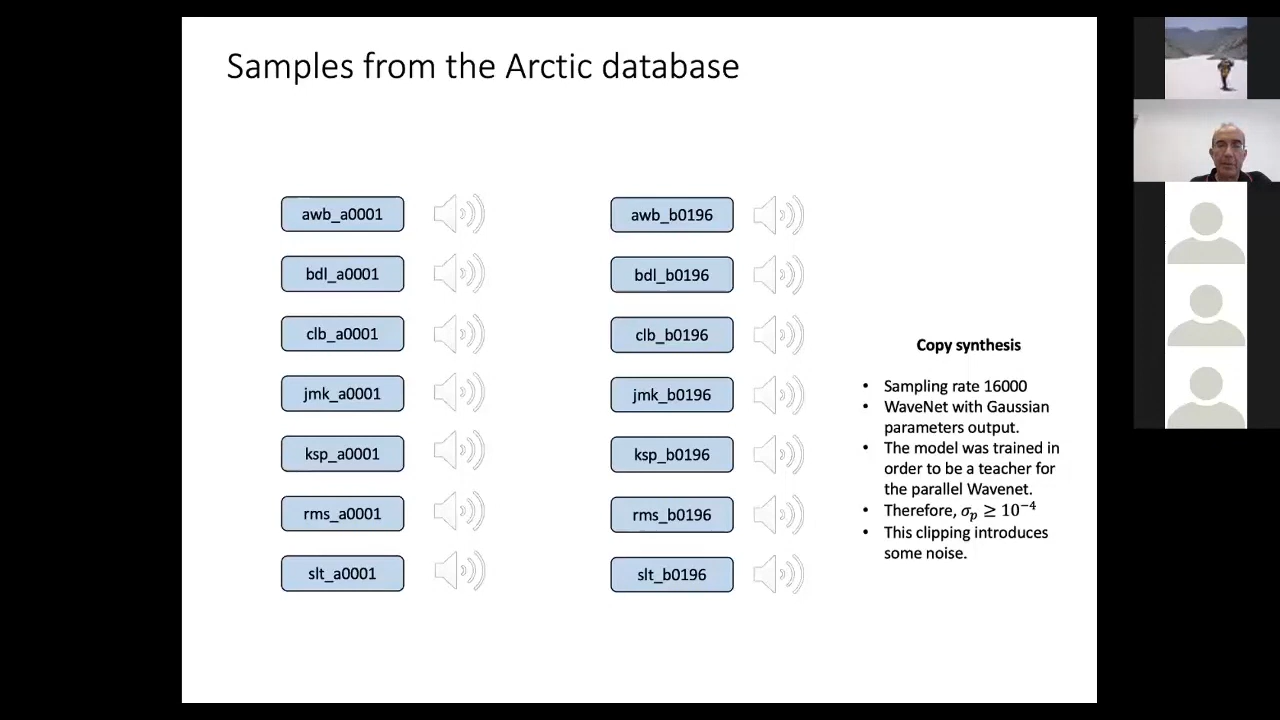 Samples from the Arctic database
awb_a0001
bdl_a0001
clb_a0001
jmk_a0001
ksp_a0001
rms_a0001
slt_a0001
awb_b0196
bdl_b0196
clb_b0196
jmk_b0196
ksp_b0196
rms_b0196
slt_b0196
Copy synthesis
• Sampling rate 16000
• WaveNet with Gaussian
parameters output.
• The model was trained in
order to be a teacher for
the parallel Wavenet.
• Therefore, σₚ ≥ 10⁻⁴
• This clipping introduces
some noise.